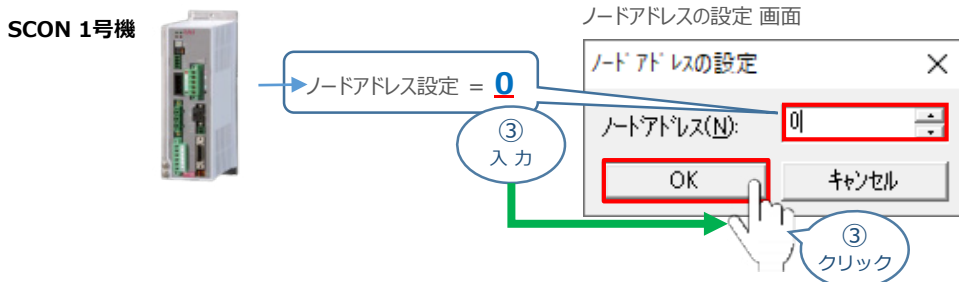 ノードアドレスの設定 画面
SCON 1号機
ノードアドレス設定 = 0
③
入 力
ノードアドレスの設定
ノードアドレス(N):
0
OK
キャンセル
③
クリック